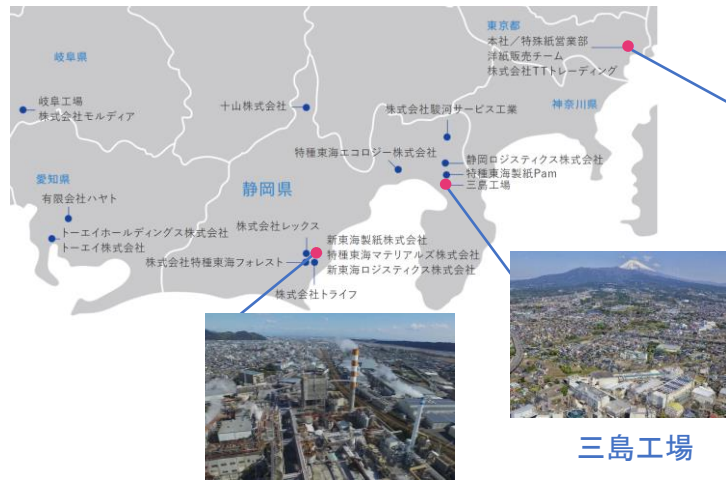 東京都
本社／特殊紙営業部
洋紙販売チーム
株式会社TTトレーディング
岐阜県
岐阜工場
株式会社モルディア
十山株式会社
株式会社駿河サービス工業
神奈川県
特種東海エコロジー株式会社
静岡ロジスティクス株式会社
特種東海製紙Pam
三島工場
愛知県
静岡県
有限会社ハヤト
トーエイホールディングス株式会社
トーエイ株式会社
株式会社レックス
新東海製紙株式会社
特種東海マテリアルズ株式会社
株式会社特種東海フォレスト
新東海ロジスティクス株式会社
株式会社トライフ
三島工場